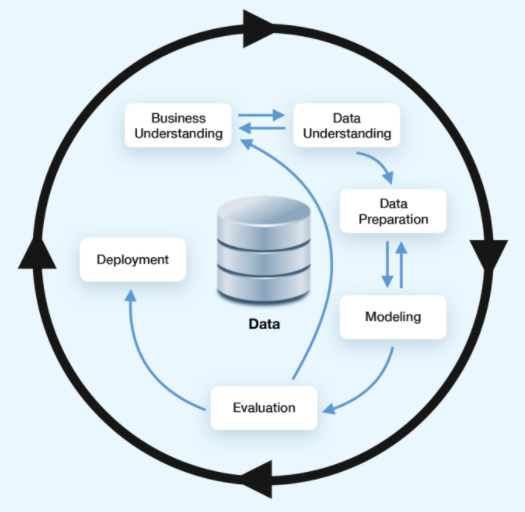 Business
Understanding
Data
Understanding
Data
Preparation
Deployment
Data
Modeling
Evaluation